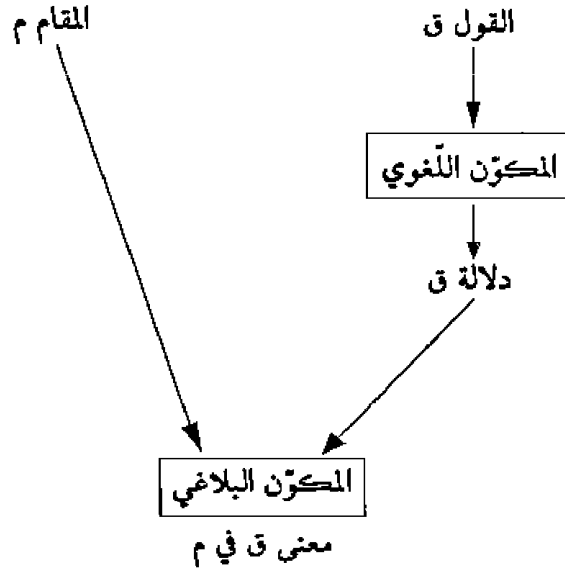 القول ق
المقام م
المكوّن اللّغوي
دلالة ق
المكوّن البلاغي
معنى ق في م